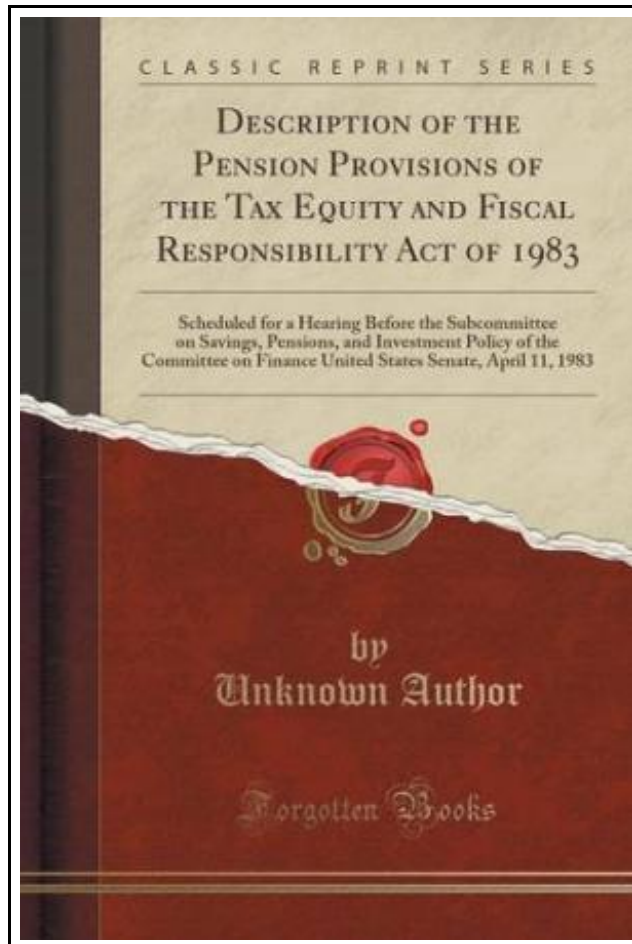 CLASSIC REPRINT SERIES
DESCRIPTION OF THE
PENSION PROVISIONS OF
THE TAX EQUITY AND FISCAL
RESPONSIBILITY ACT OF 1983
Scheduled for a Hearing Before the Subcommittee
on Savings, Pensions, and Investment Policy of the
Committee on Finance United States Senate, April 11, 1983
F
by
Unknown Author
Forgotten Books